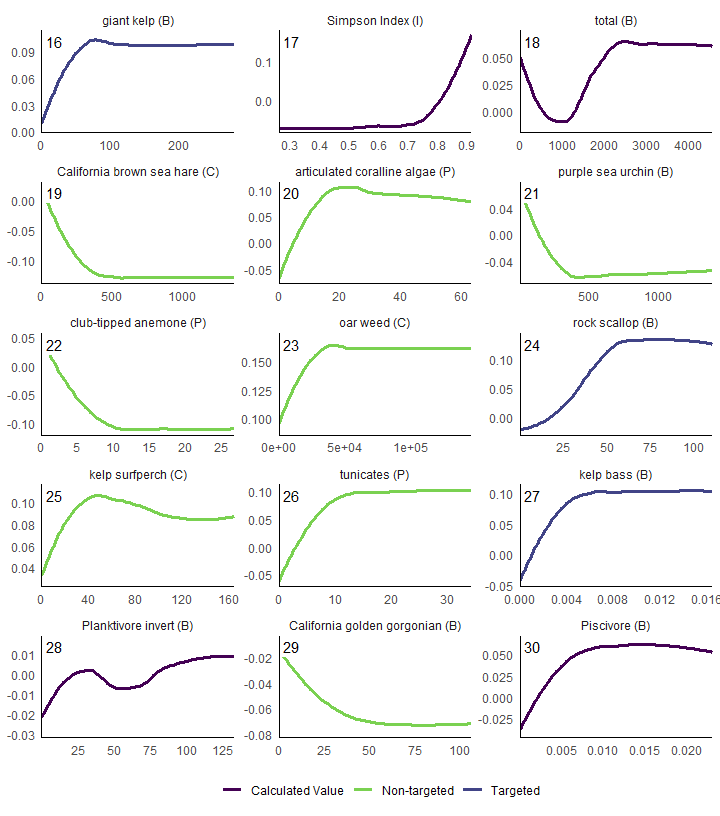 giant kelp (B) Simpson Index (I) total (B)
16 17 18
0.09 0.06 0.03 0.00
0.1 0.0
0.050 0.025 0.000
0 100 200
0.3 0.4 0.5 0.6 0.7 0.8 0.9
0 1000 2000 3000 4000
California brown sea hare (C) articulated coralline algae (P) purple sea urchin (B)
19 20 21
0.00 -0.05 -0.10
0.10 0.05 0.00 -0.05
0.04 0.00 -0.04
0 500 1000
0 20 40 60
500 1000
club-tipped anemone (P) oar weed (C) rock scallop (B)
22 23 24
0.05 0.00 -0.05 -0.10
0.150 0.125 0.100
0.10 0.05 0.00
0 5 10 15 20 25
0e+00 5e+04 1e+05
25 50 75 100
kelp surfperch (C) tunicates (P) kelp bass (B)
25 26 27
0.10 0.08 0.06 0.04
0.10 0.05 0.00 -0.05
0.10 0.05 0.00 -0.05
0 40 80 120 160
0 10 20 30
0.000 0.004 0.008 0.012 0.016
Planktivore invert (B) California golden gorgonian (B) Piscivore (B)
28 29 30
0.01 0.00 -0.01 -0.02 -0.03
-0.02 -0.04 -0.06 -0.08
0.050 0.025 0.000 -0.025
25 50 75 100 125
0 25 50 75 100
0.005 0.010 0.015 0.020
Calculated Value Non-targeted Targeted